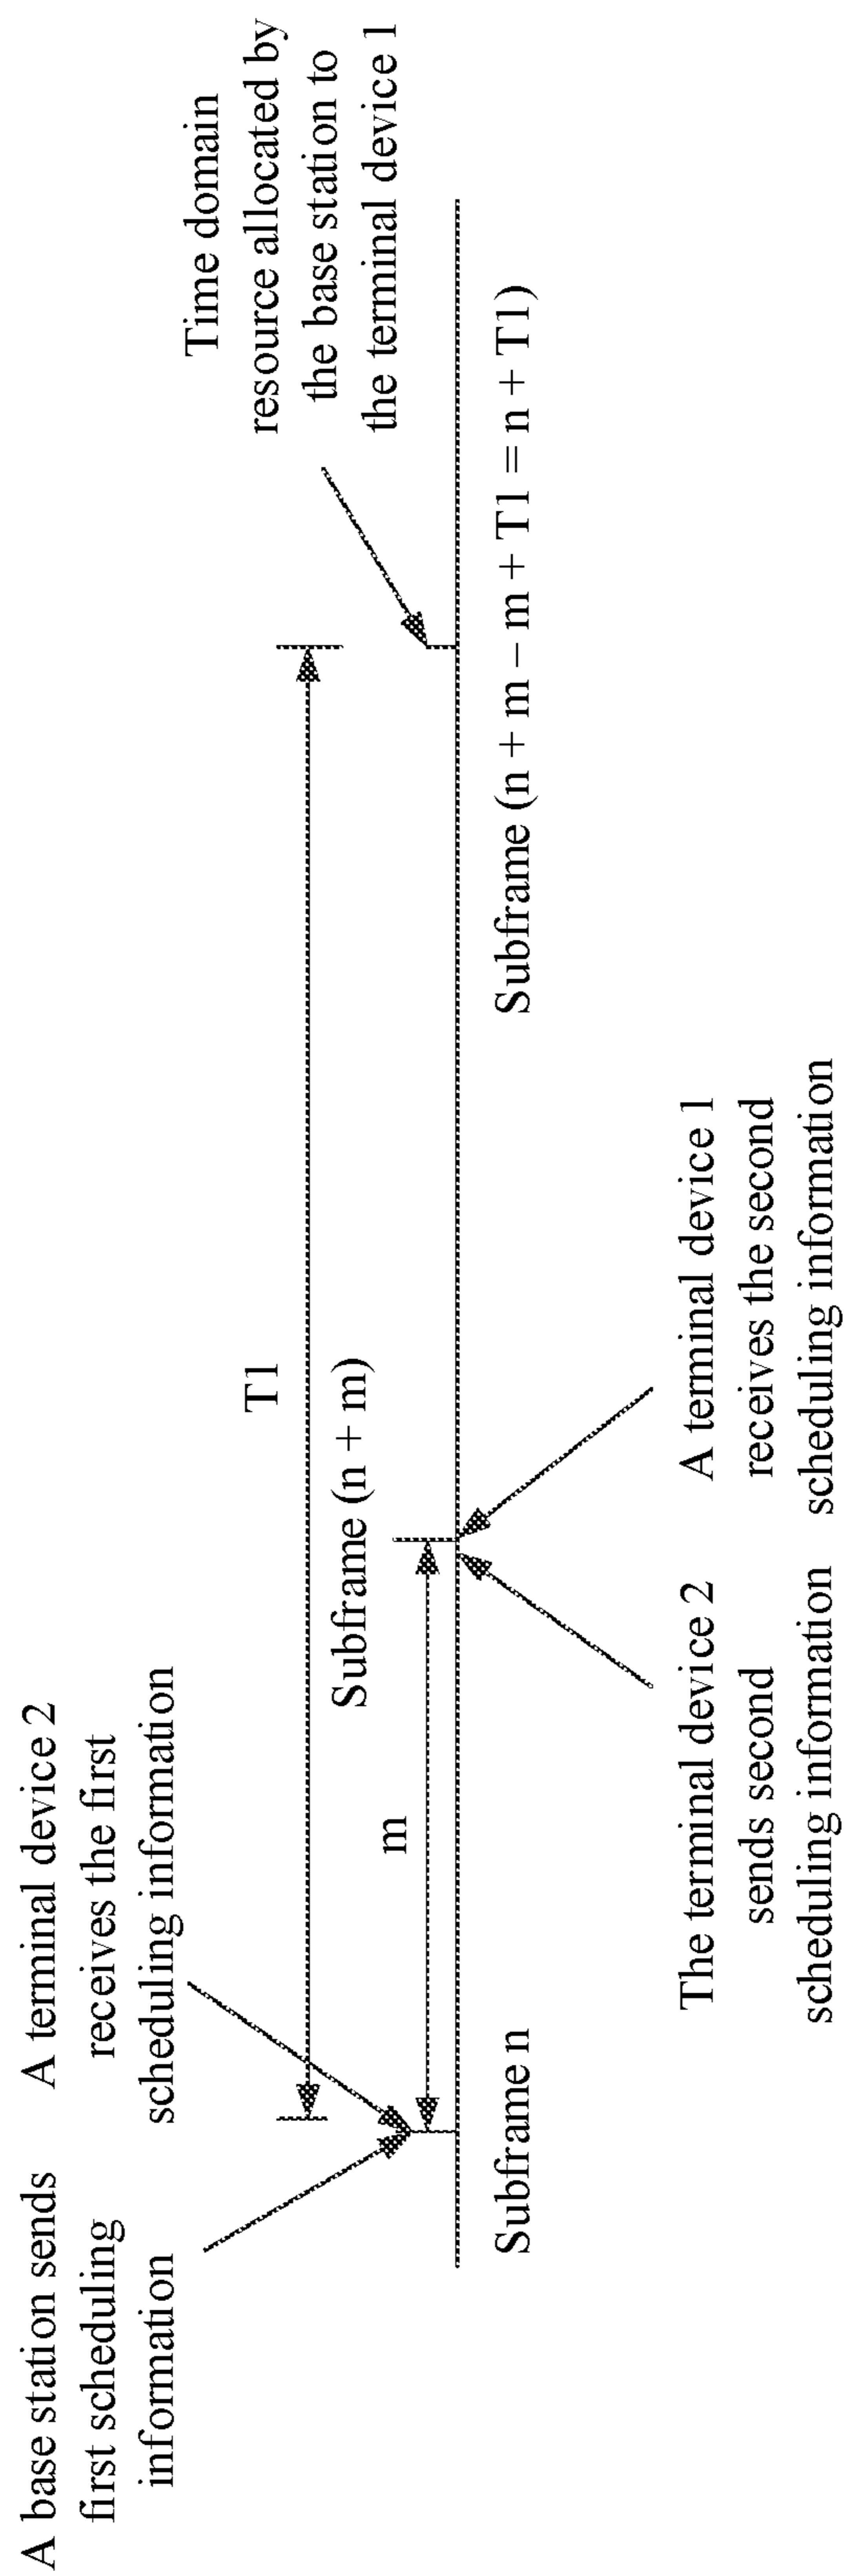 A base station sends
first scheduling
information
A terminal device 2
receives the first
scheduling information
T1
Time domain
resource allocated by
the base station to
the terminal device 1
m
Subframe (n + m)
Subframe n
Subframe (n + m − m + T1 = n + T1)
The terminal device 2
sends second
scheduling information
A terminal device 1
receives the second
scheduling information